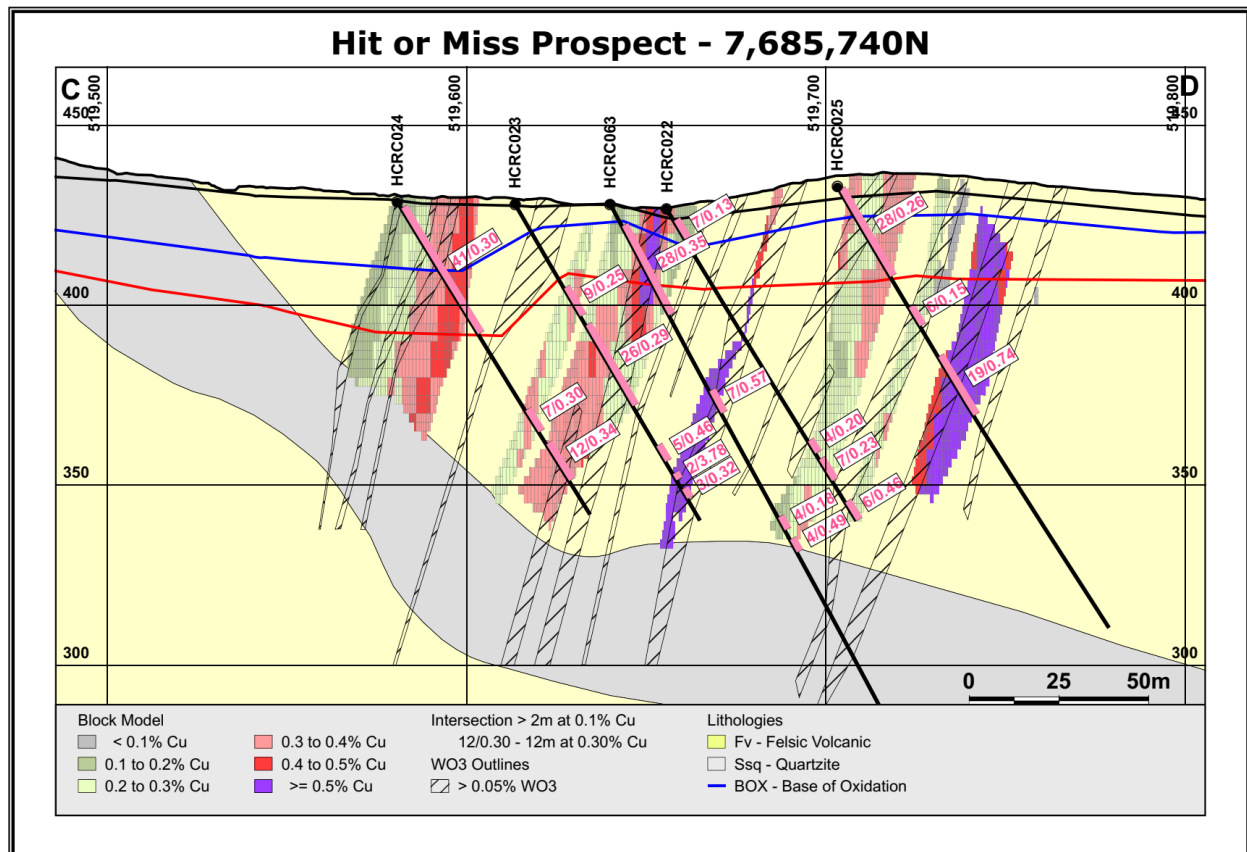 Hit or Miss Prospect - 7,685,740N
C
D
519,500
519,600
519,700
519,800
450
450
HCRC024
HCRC023
HCRC063
HCRC022
HCRC025
7/0.13
28/0.26
41/0.30
28/0.35
9/0.25
400
400
6/0.15
26/0.29
19/0.74
7/0.57
7/0.30
12/0.34
5/0.46
4/0.20
2/3.78
7/0.23
3/0.32
350
350
6/0.46
4/0.18
4/0.49
300
300
0 25 50m
Block Model
< 0.1% Cu
0.1 to 0.2% Cu
0.2 to 0.3% Cu
0.3 to 0.4% Cu
0.4 to 0.5% Cu
>= 0.5% Cu
Intersection > 2m at 0.1% Cu
12/0.30 - 12m at 0.30% Cu
WO3 Outlines
> 0.05% WO3
Lithologies
Fv - Felsic Volcanic
Ssq - Quartzite
BOX - Base of Oxidation